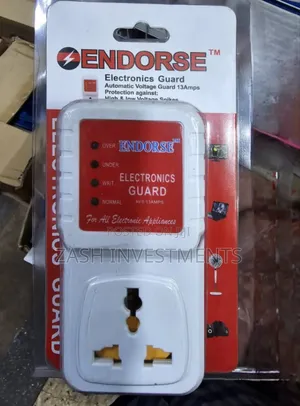 ENDORSE™
Electronics Guard
Automatic Voltage Guard 13Amps
Protection against;
High & low Voltage Spikes
ELECTRONICS GUARD
OVER
UNDER
WAIT
NORMAL
ENDORSE
ELECTRONICS
GUARD
For All Electronic Appliances
ZASH INVESTMENTS